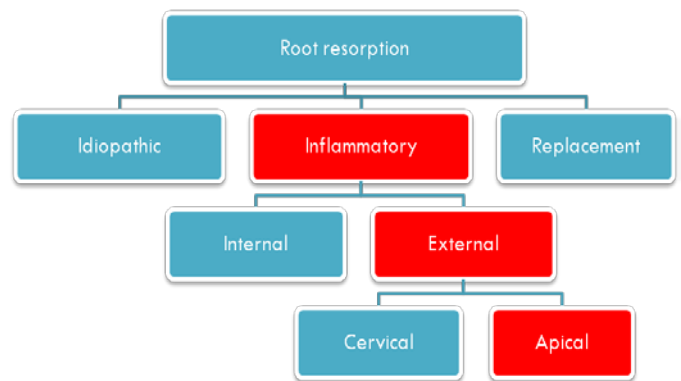 Root resorption
Idiopathic
Inflammatory
Replacement
Internal
External
Cervical
Apical